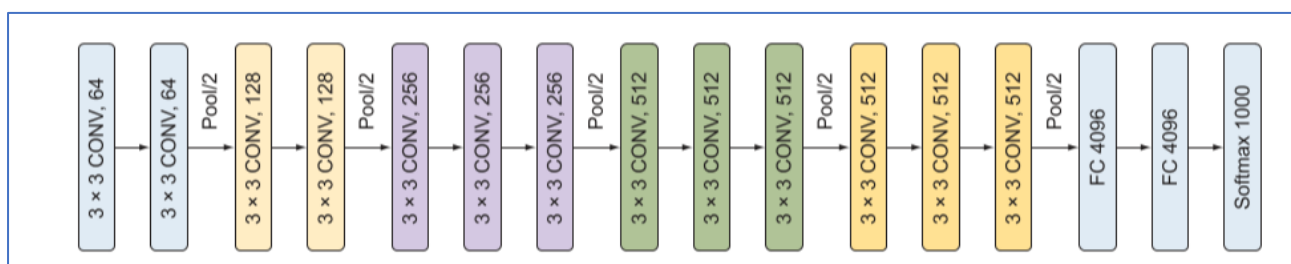 3 × 3 CONV, 64
3 × 3 CONV, 64
Pool/2
3 × 3 CONV, 128
3 × 3 CONV, 128
Pool/2
3 × 3 CONV, 256
3 × 3 CONV, 256
3 × 3 CONV, 256
Pool/2
3 × 3 CONV, 512
3 × 3 CONV, 512
3 × 3 CONV, 512
Pool/2
3 × 3 CONV, 512
3 × 3 CONV, 512
3 × 3 CONV, 512
Pool/2
FC 4096
FC 4096
Softmax 1000